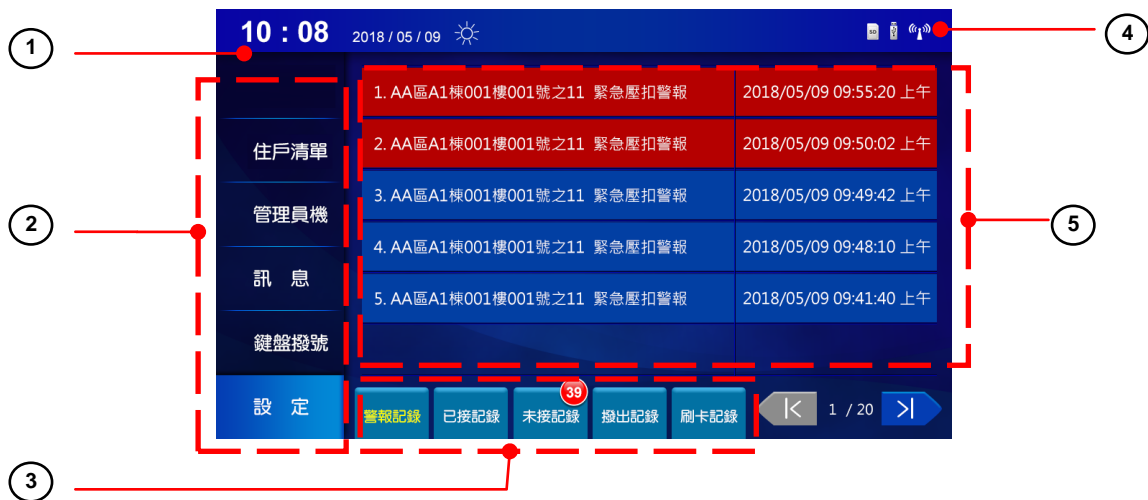 10 : 08 2018 / 05 / 09
SD
1
4
1. AA區A1棟001樓001號之11 緊急壓扣警報 2018/05/09 09:55:20 上午
2. AA區A1棟001樓001號之11 緊急壓扣警報 2018/05/09 09:50:02 上午
3. AA區A1棟001樓001號之11 緊急壓扣警報 2018/05/09 09:49:42 上午
4. AA區A1棟001樓001號之11 緊急壓扣警報 2018/05/09 09:48:10 上午
5. AA區A1棟001樓001號之11 緊急壓扣警報 2018/05/09 09:41:40 上午
住戶清單
管理員機
訊 息
鍵盤撥號
設 定
2
5
39
警報記錄 已接記錄 未接記錄 撥出記錄 刷卡記錄 1 / 20
3